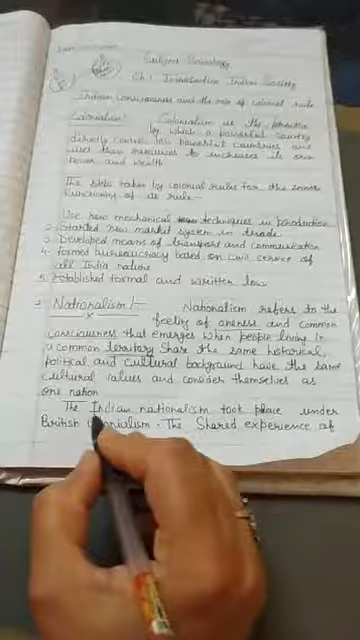 Subject Sociology
Ch 1 Introducing Indian Society
Indian Consciousness and the role of colonial rule
Colonialism :- Colonialism is the practice
by which a powerful country
directly controls less powerful countries and
use their resources to increases its own
power and wealth
The steps taken by colonial rules for the smooth
functioning of its rule-
Use new mechanical techniques in production
2. Started new market system in trade
3. Developed means of transport and communication
4. formed bureaucracy based on civil service of
all India nature
5. Established formal and written law
Nationalism :- Nationalism refers to the
feeling of oneness and common
consciousness that emerges when people living in
a common territory share the same historical,
political and cultural background have the same
cultural values and consider themselves as
one nation
The Indian nationalism took place under
British The Shared experience of